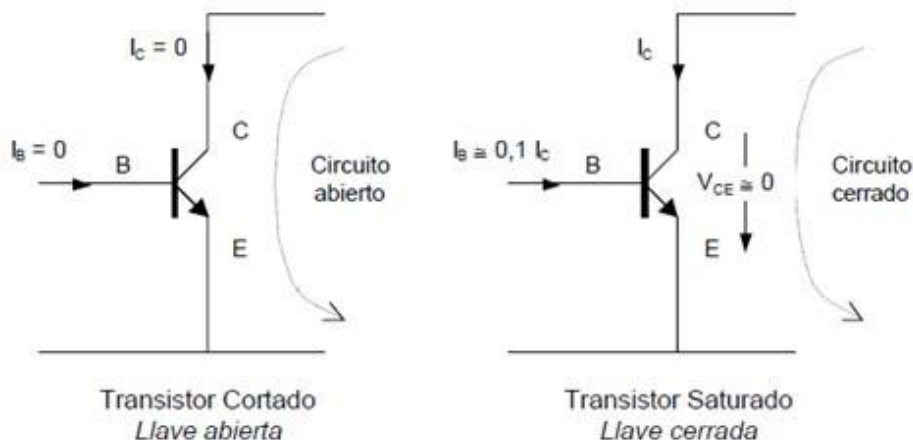 I_C = 0
C
I_B = 0
B
Circuito
abierto
E
Transistor Cortado
Llave abierta
I_C
C
I_B ≅ 0,1 I_C
B
V_CE ≅ 0
Circuito
cerrado
E
Transistor Saturado
Llave cerrada